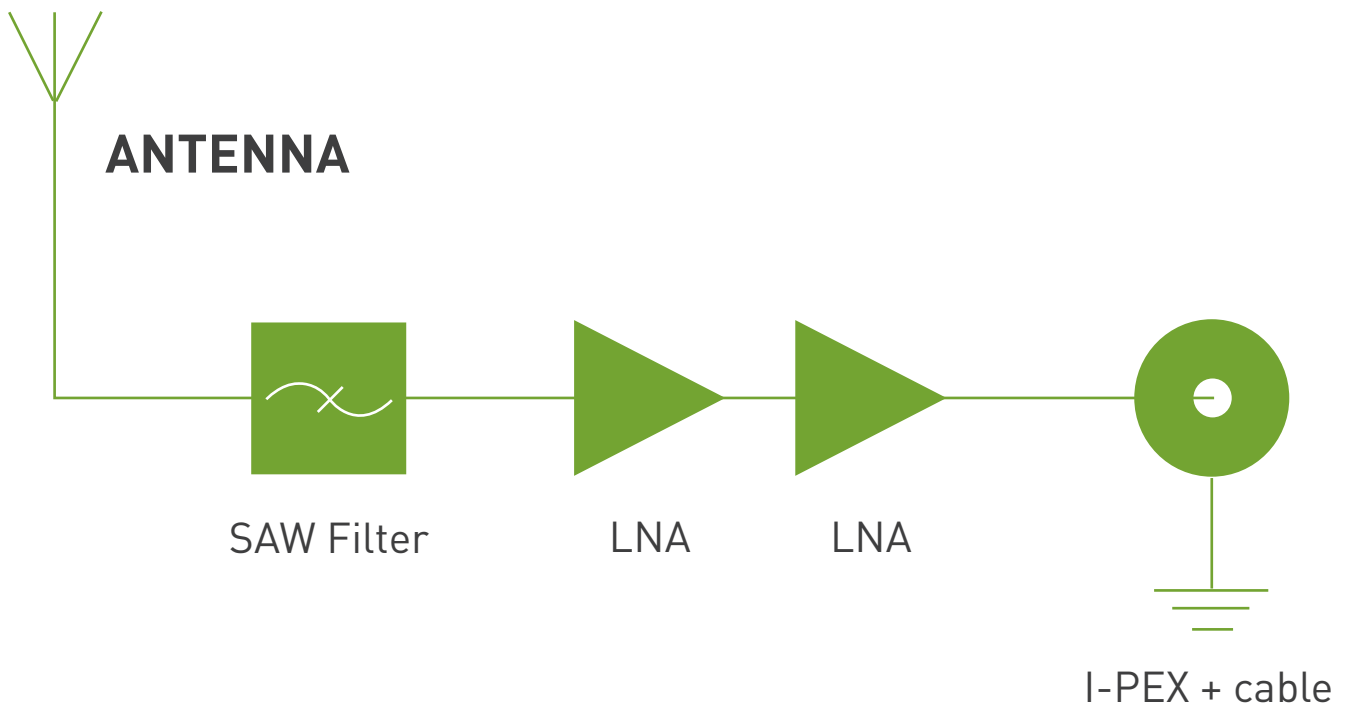 ANTENNA
SAW Filter
LNA
LNA
I-PEX + cable